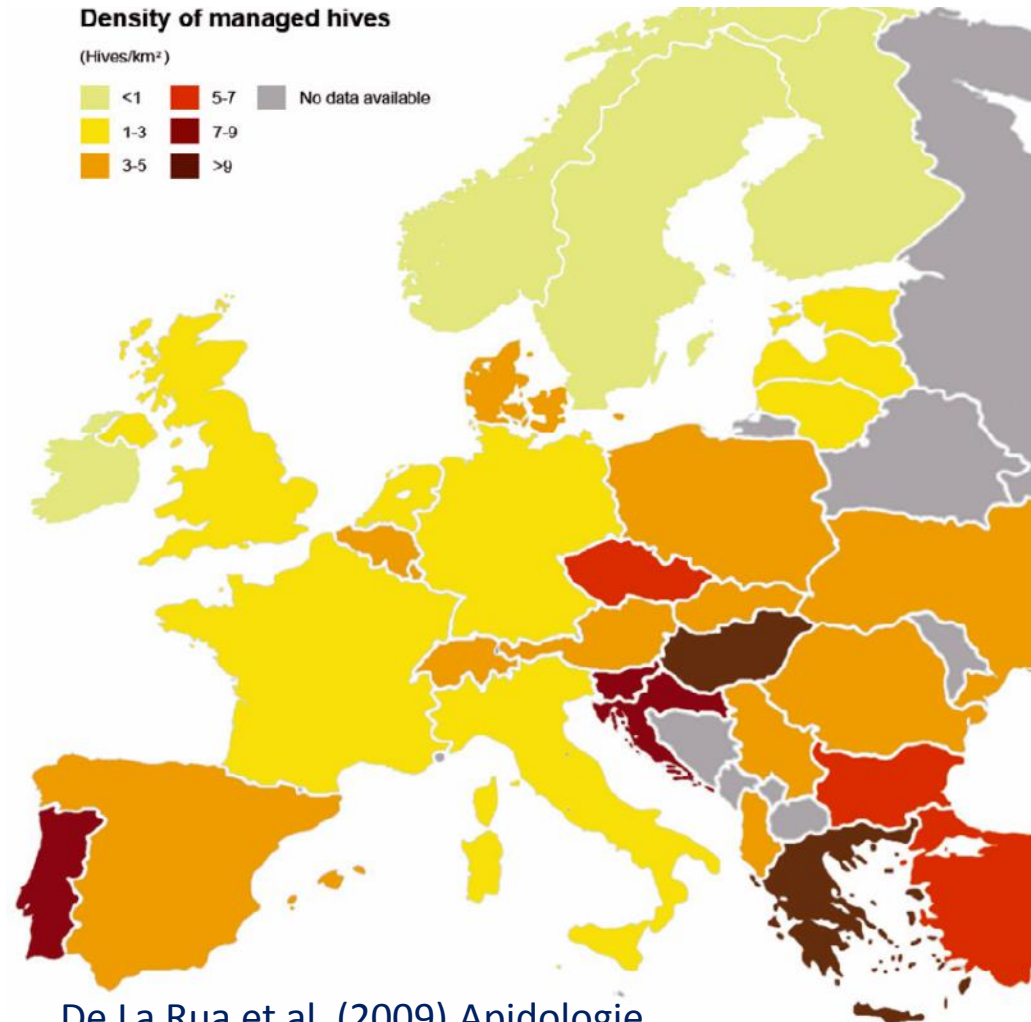 Density of managed hives
(Hives/km²)
<1 5-7 No data available
1-3 7-9
3-5 >9
De La Rua et al. (2009) Apidologie